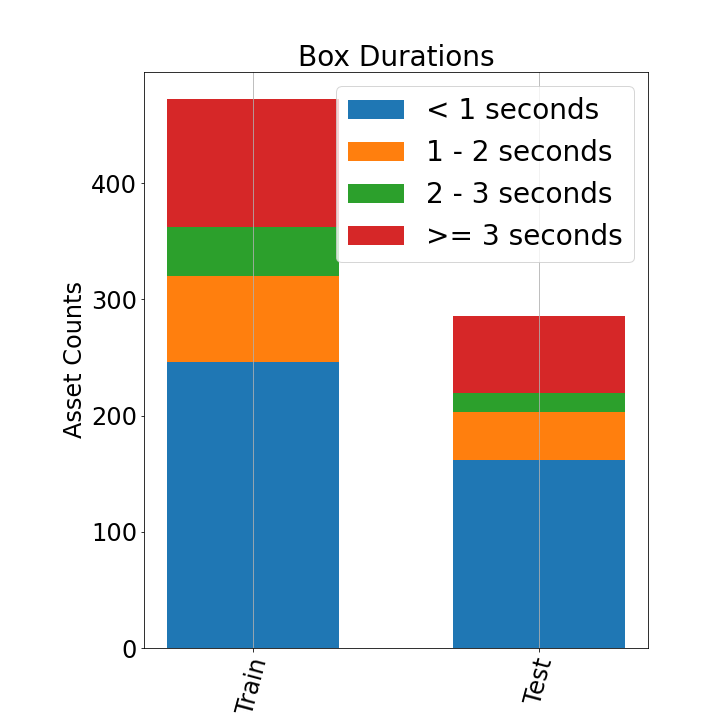 Box Durations
< 1 seconds
1 - 2 seconds
2 - 3 seconds
>= 3 seconds
Asset Counts
400
300
200
100
0
Train
Test